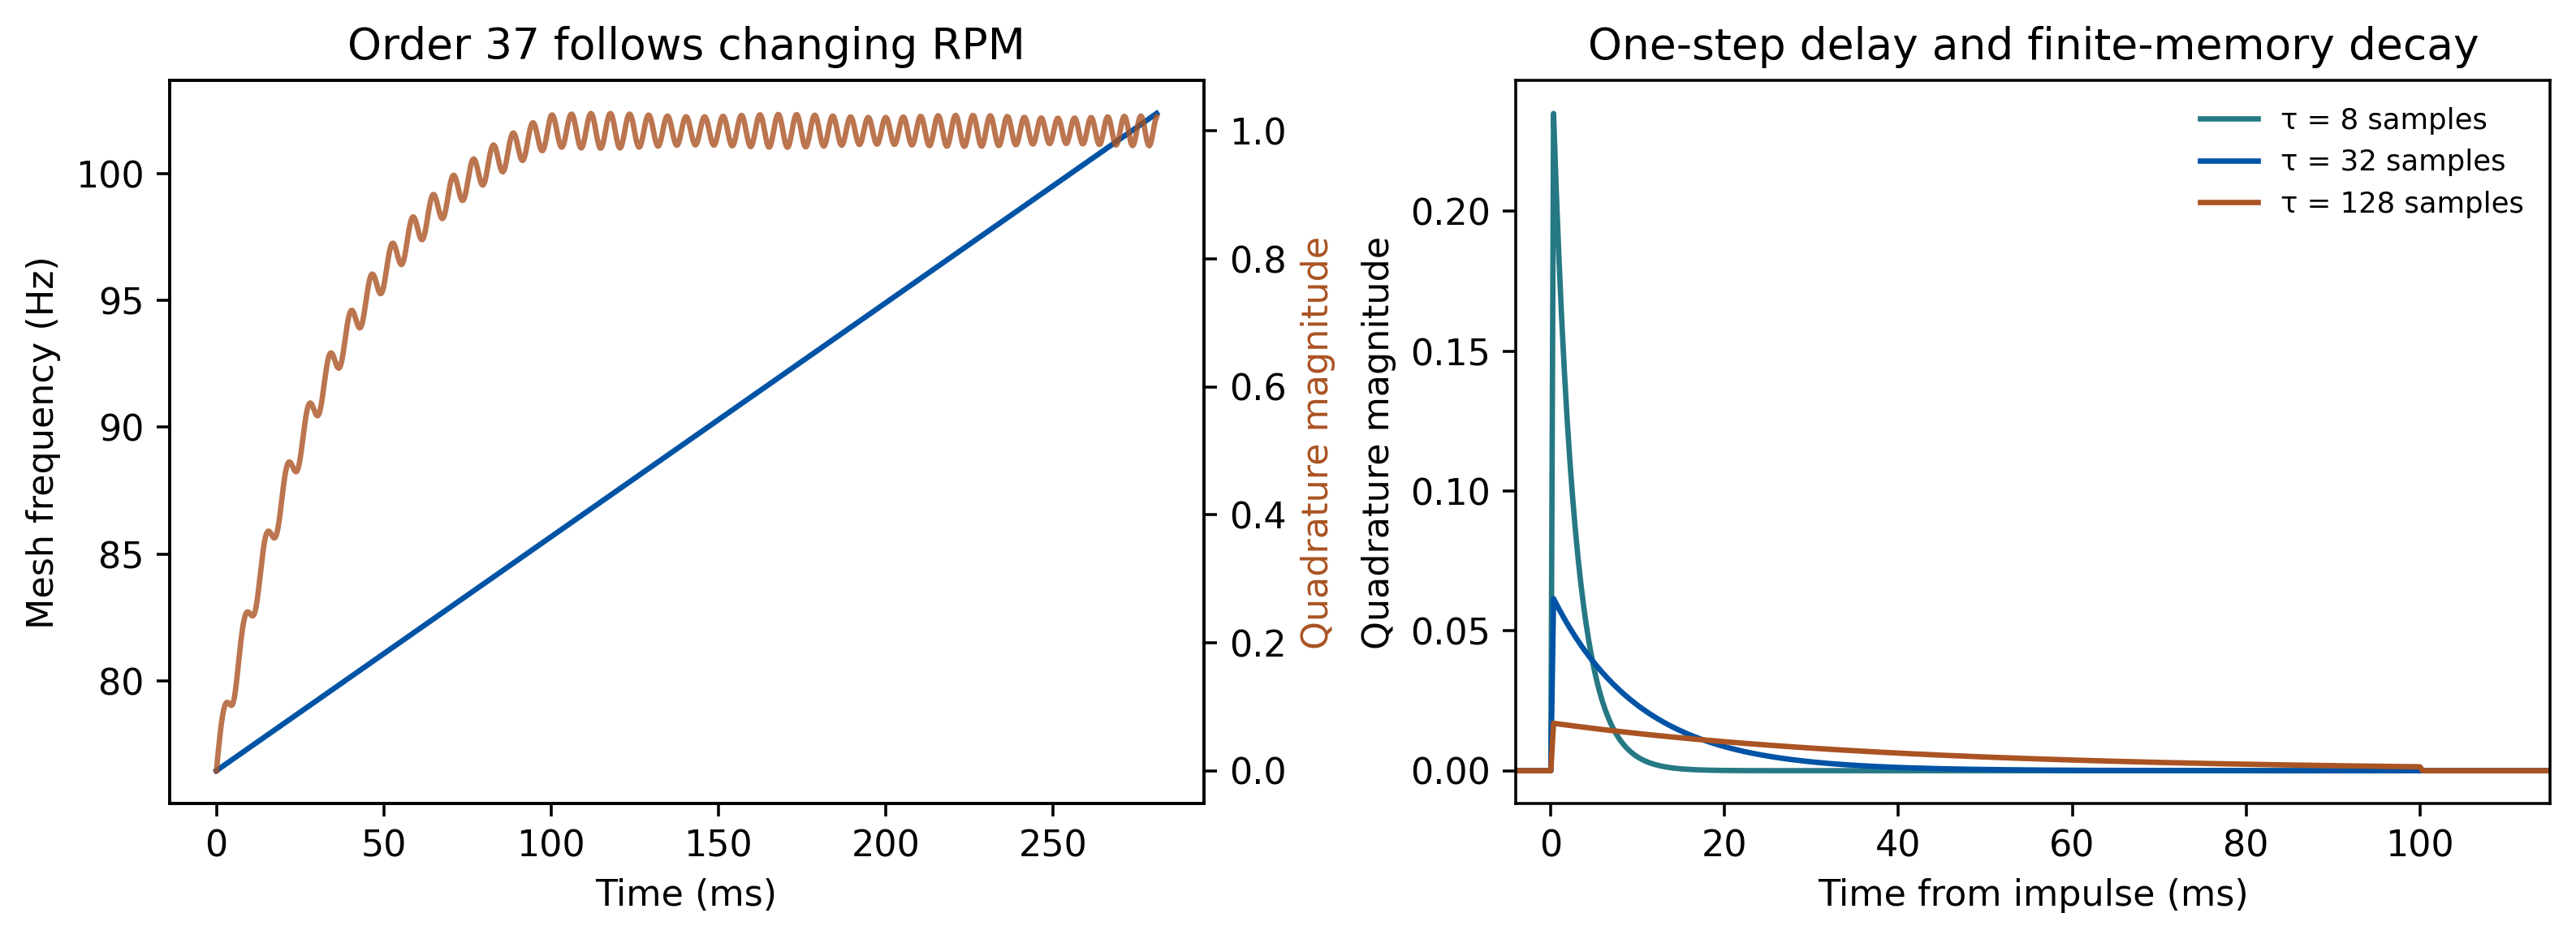 Order 37 follows changing RPM
Mesh frequency (Hz)
100
95
90
85
80
1.0
0.8
0.6
0.4
0.2
0.0
Quadrature magnitude
0
50
100
150
200
250
Time (ms)
One-step delay and finite-memory decay
Quadrature magnitude
0.20
0.15
0.10
0.05
0.00
τ = 8 samples
τ = 32 samples
τ = 128 samples
0
20
40
60
80
100
Time from impulse (ms)